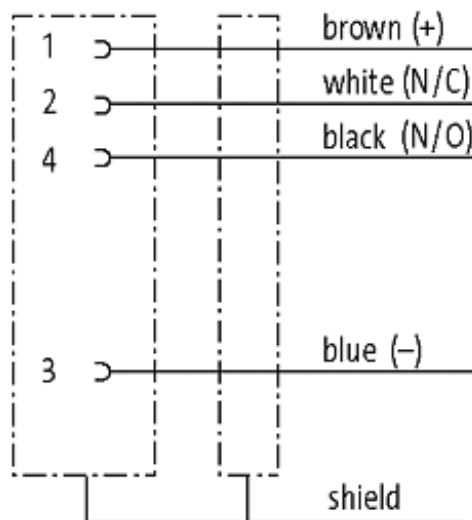 1 brown (+)
2 white (N/C)
4 black (N/O)
3 blue (–)
shield